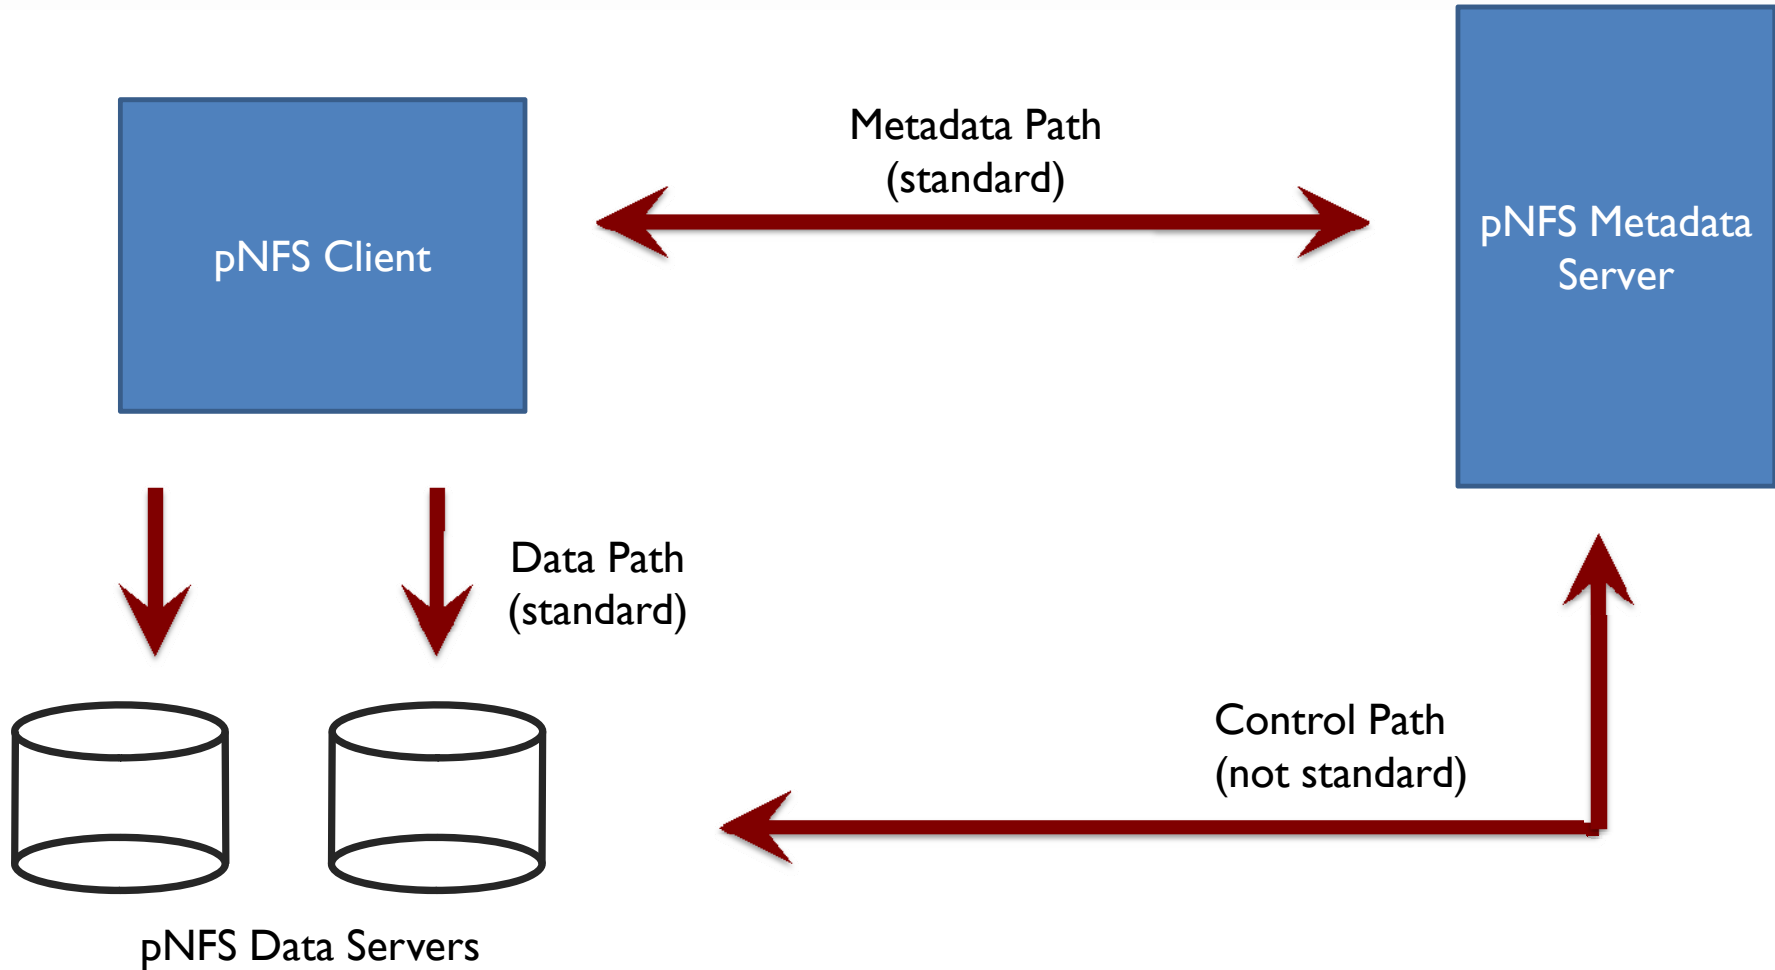 Metadata Path
(standard)
pNFS Client
pNFS Metadata
Server
Data Path
(standard)
Control Path
(not standard)
pNFS Data Servers